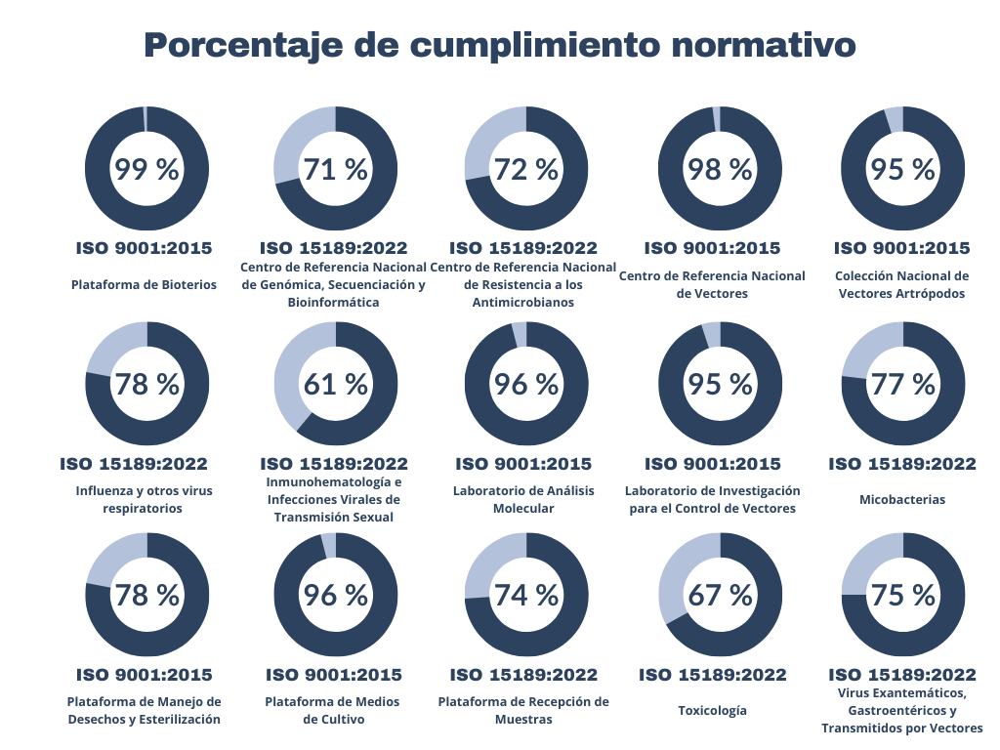 Porcentaje de cumplimiento normativo
99 %
ISO 9001:2015
Plataforma de Bioterios
71 %
ISO 15189:2022
Centro de Referencia Nacional
de Genómica, Secuenciación y
Bioinformática
72 %
ISO 15189:2022
Centro de Referencia Nacional
de Resistencia a los
Antimicrobianos
98 %
ISO 9001:2015
Centro de Referencia Nacional
de Vectores
95 %
ISO 9001:2015
Colección Nacional de
Vectores Artrópodos
78 %
ISO 15189:2022
Influenza y otros virus
respiratorios
61 %
ISO 15189:2022
Inmunohematología e
Infecciones Virales de
Transmisión Sexual
96 %
ISO 9001:2015
Laboratorio de Análisis
Molecular
95 %
ISO 9001:2015
Laboratorio de Investigación
para el Control de Vectores
77 %
ISO 15189:2022
Micobacterias
78 %
ISO 9001:2015
Plataforma de Manejo de
Desechos y Esterilización
96 %
ISO 9001:2015
Plataforma de Medios
de Cultivo
74 %
ISO 15189:2022
Plataforma de Recepción de
Muestras
67 %
ISO 15189:2022
Toxicología
75 %
ISO 15189:2022
Virus Exantemáticos,
Gastroentéricos y
Transmitidos por Vectores